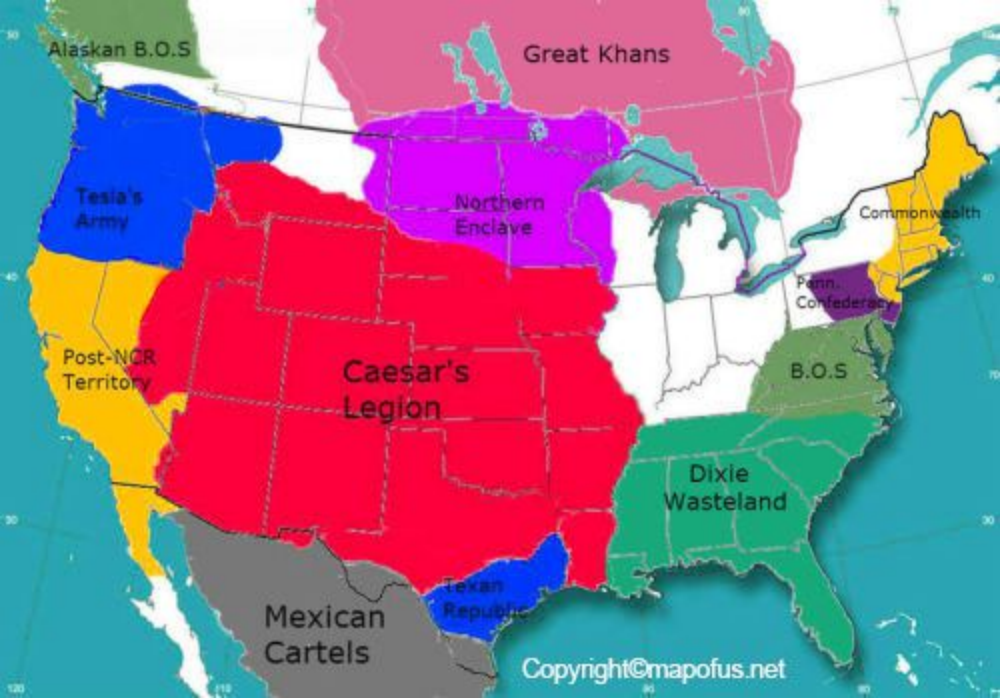 Alaskan B.O.S
Great Khans
Tesla's
Army
Northern
Enclave
Commonwealth
Penn.
Confederacy
Post-NCR
Territory
Caesar's
Legion
B.O.S
Dixie
Wasteland
Texan
Republic
Mexican
Cartels
Copyright©mapofus.net